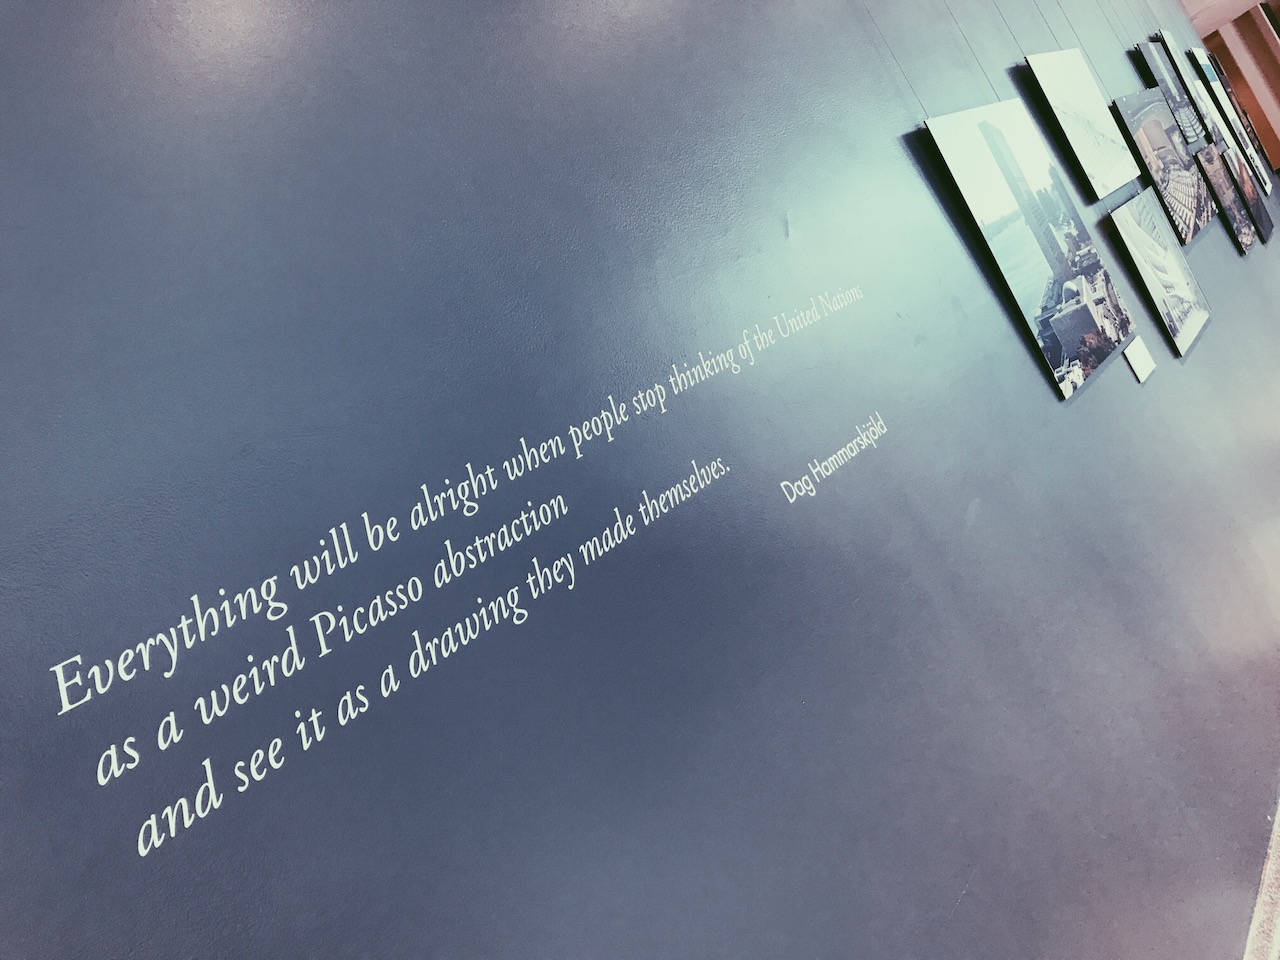 Everything will be alright when people stop thinking of the United Nations
as a weird Picasso abstraction
and see it as a drawing they made themselves.
Dag Hammarskjöld